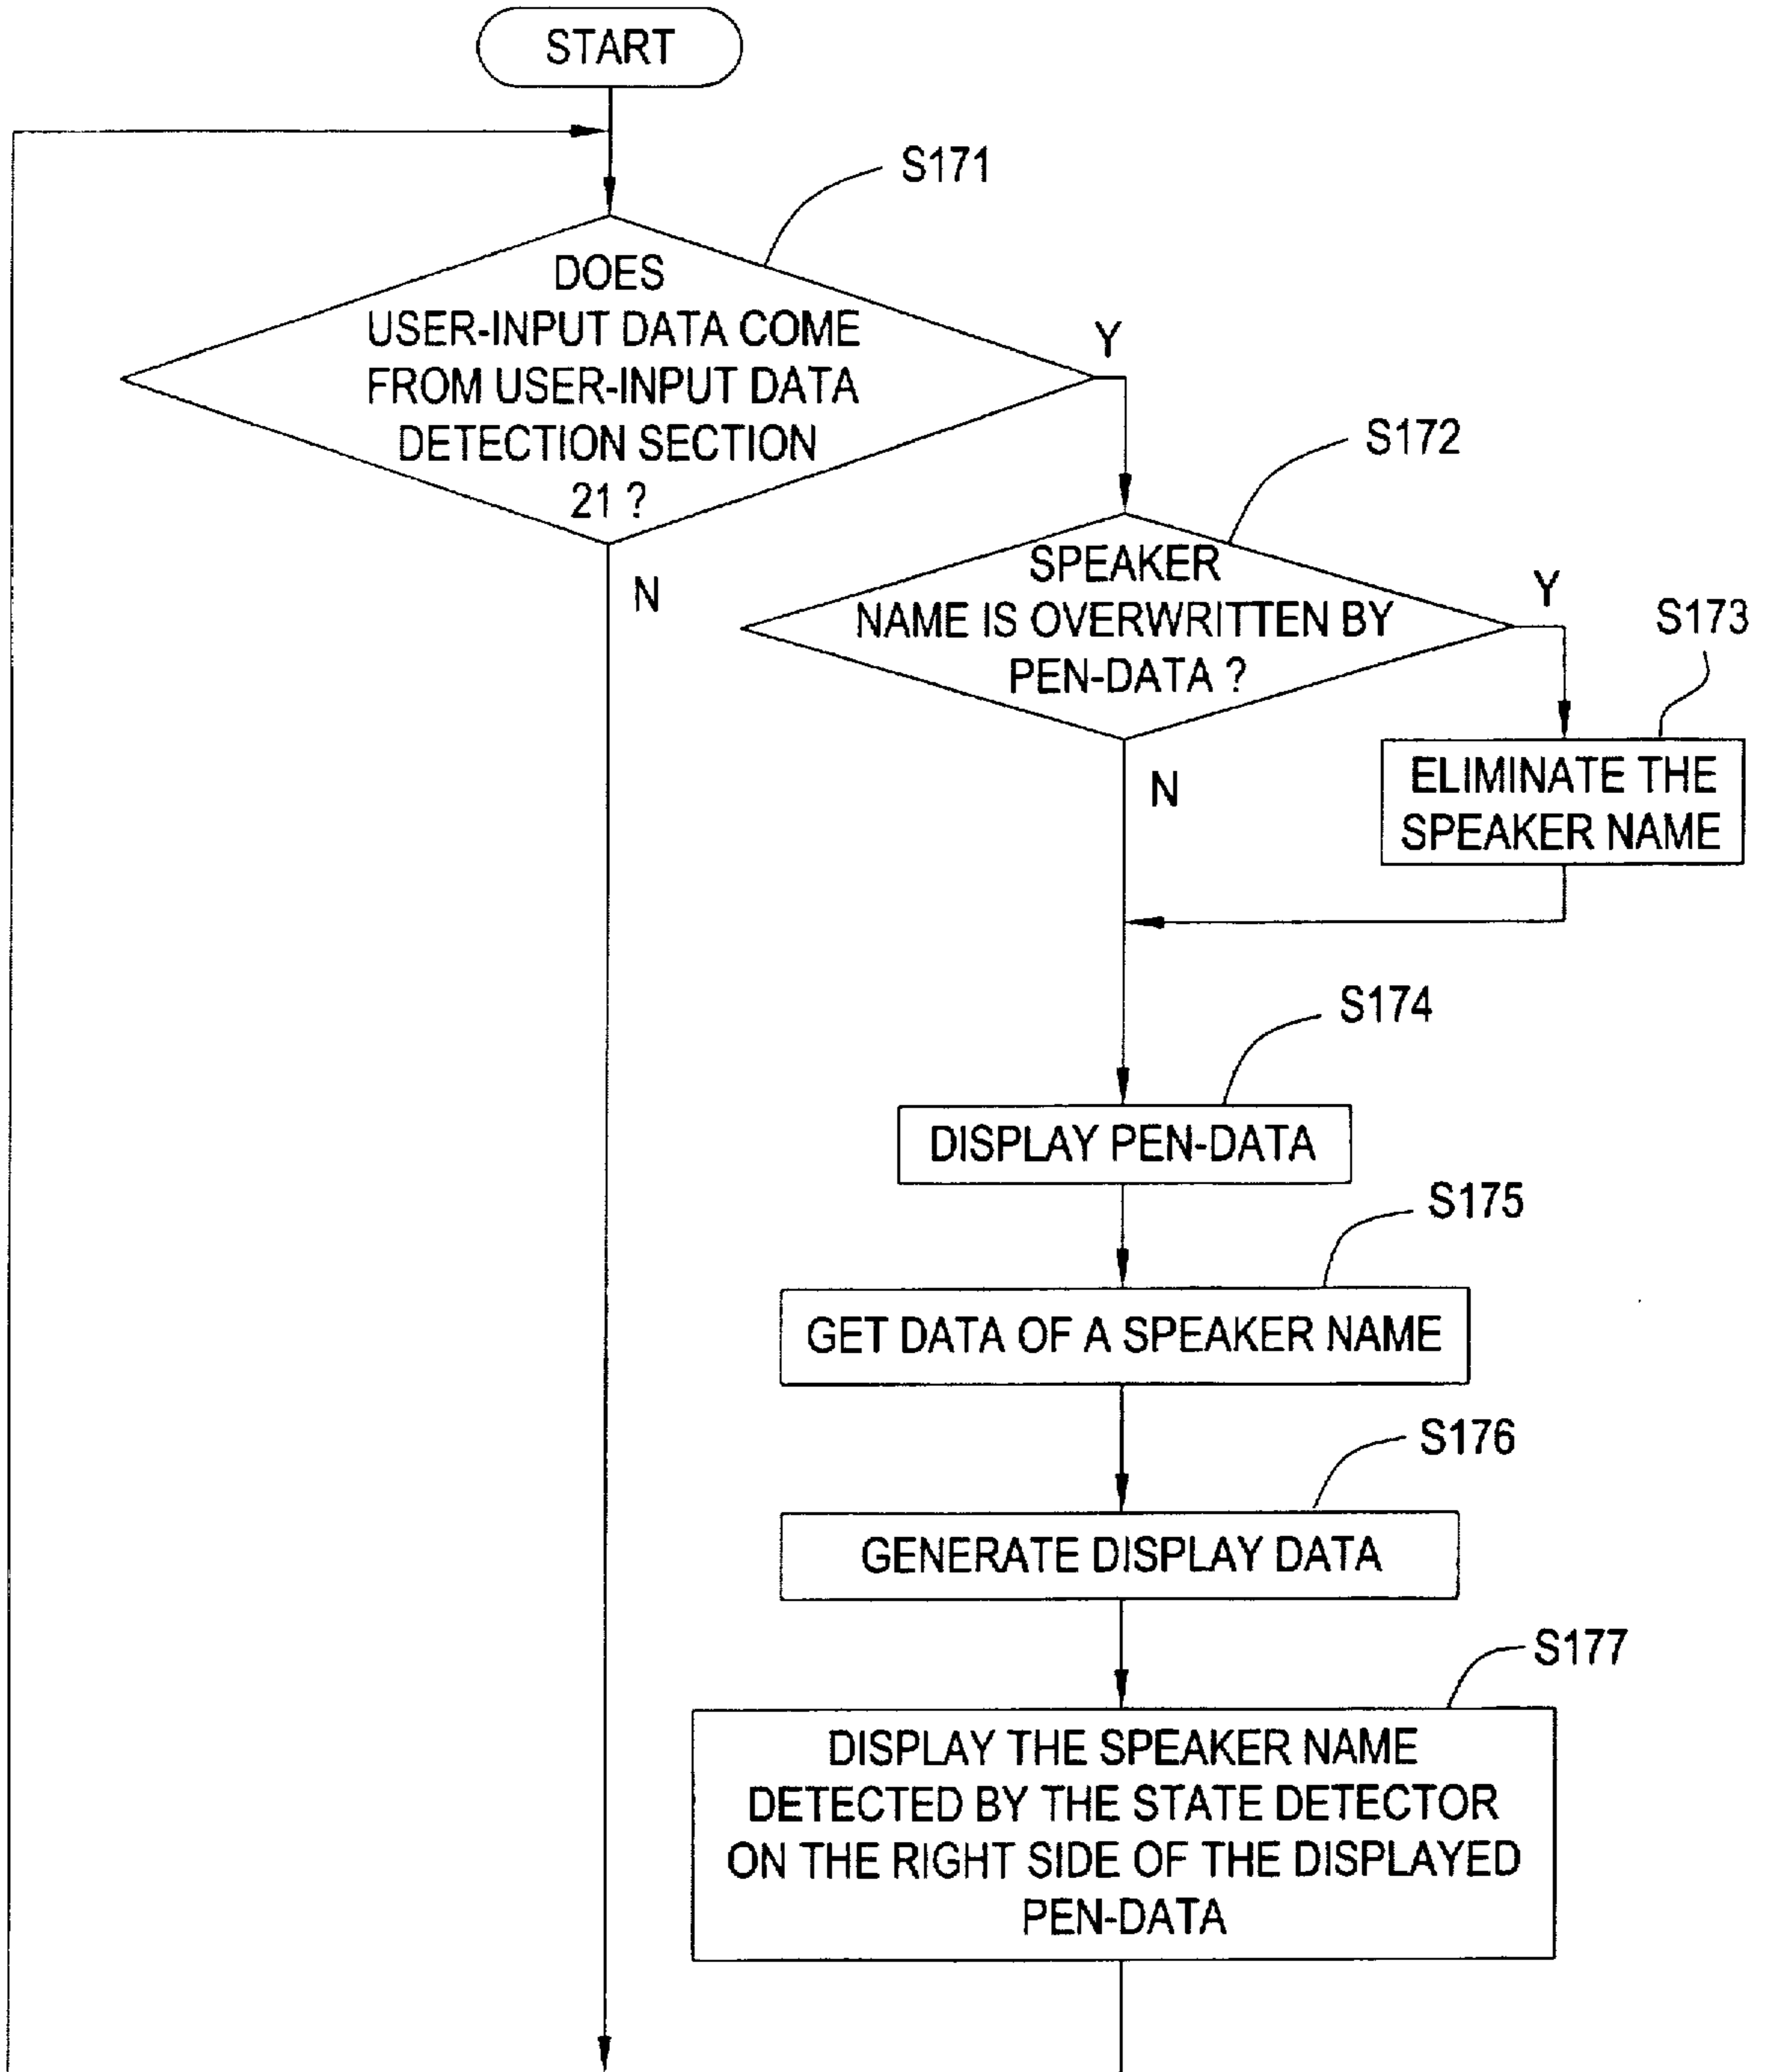 START
S171
DOES
USER-INPUT DATA COME
FROM USER-INPUT DATA
DETECTION SECTION
21 ?
Y
N
S172
SPEAKER
NAME IS OVERWRITTEN BY
PEN-DATA ?
Y
N
S173
ELIMINATE THE
SPEAKER NAME
S174
DISPLAY PEN-DATA
S175
GET DATA OF A SPEAKER NAME
S176
GENERATE DISPLAY DATA
S177
DISPLAY THE SPEAKER NAME
DETECTED BY THE STATE DETECTOR
ON THE RIGHT SIDE OF THE DISPLAYED
PEN-DATA